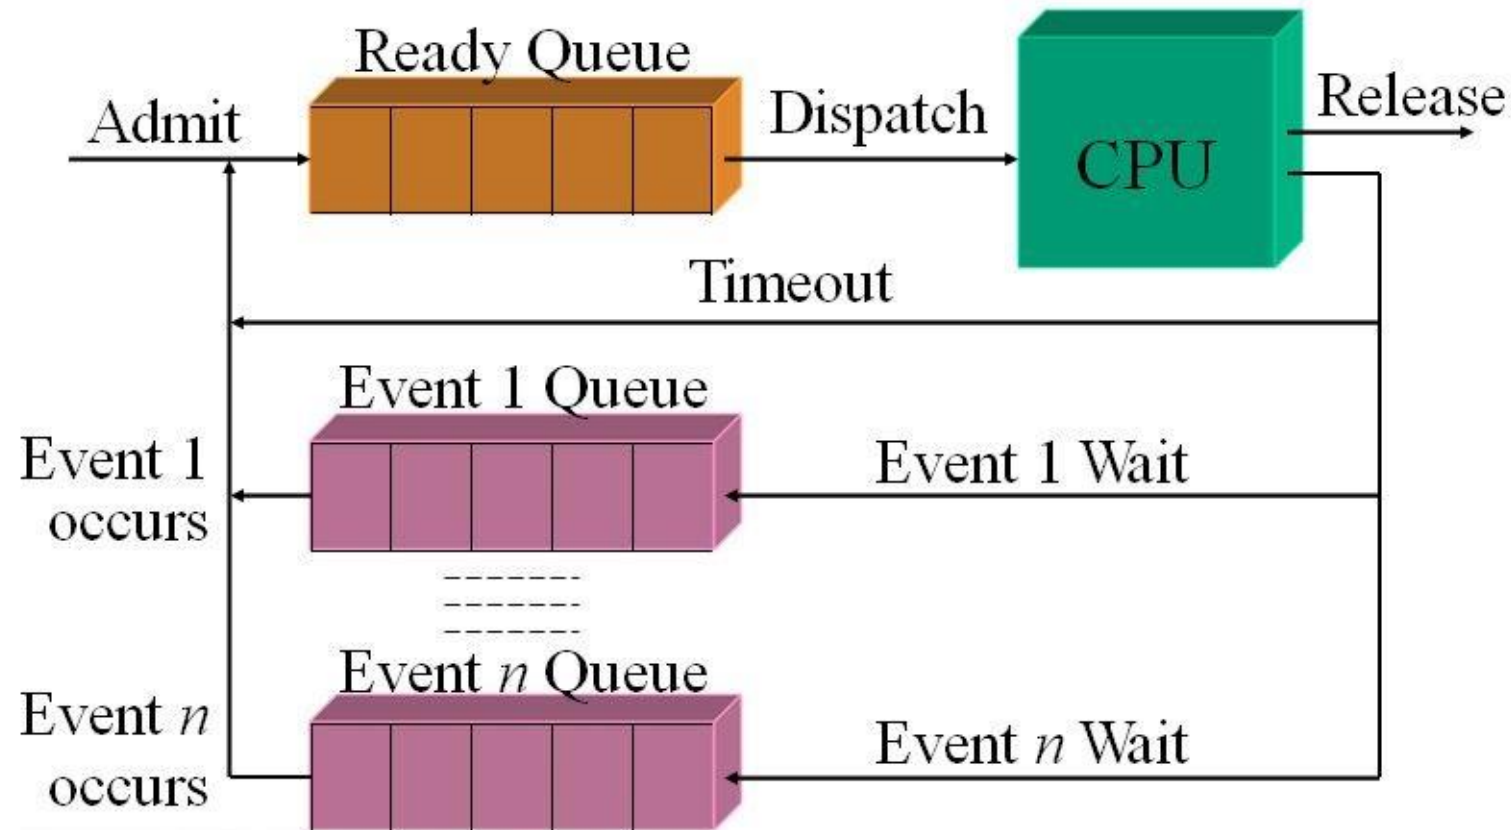 Ready Queue
Admit
Dispatch
CPU
Release
Timeout
Event 1 Queue
Event 1
occurs
Event 1 Wait
Event n Queue
Event n
occurs
Event n Wait